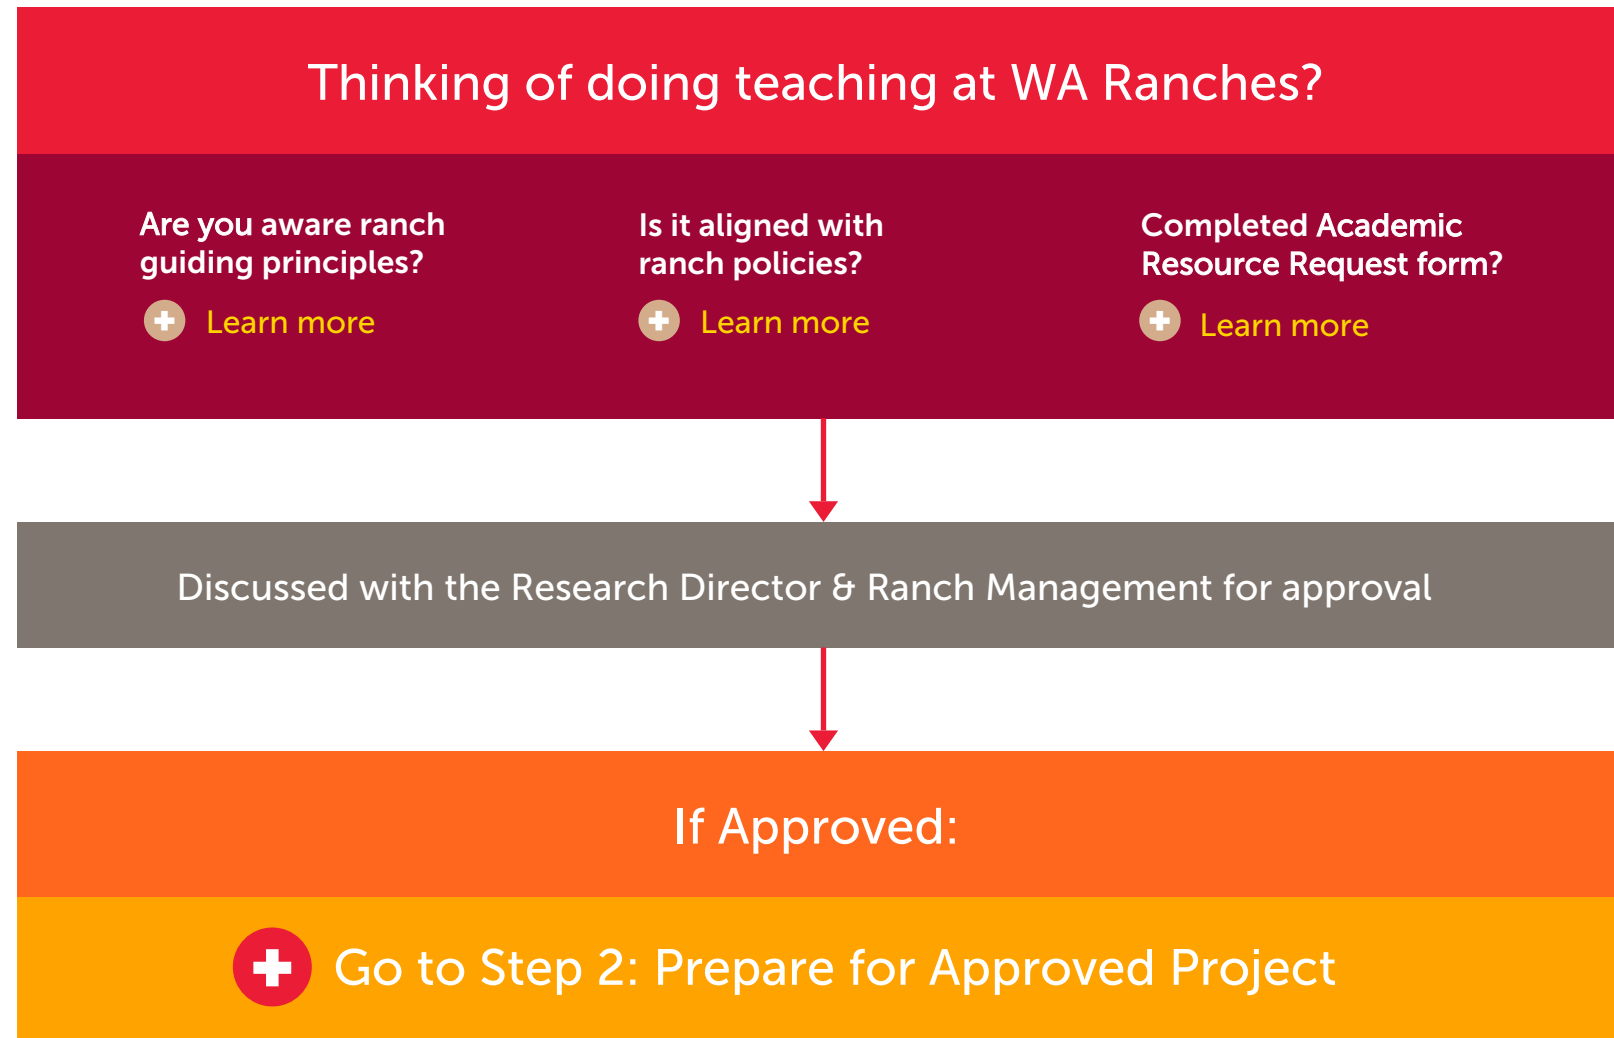 Thinking of doing teaching at WA Ranches?
Are you aware ranch
guiding principles?
Learn more
Is it aligned with
ranch policies?
Learn more
Completed Academic
Resource Request form?
Learn more
Discussed with the Research Director & Ranch Management for approval
If Approved:
Go to Step 2: Prepare for Approved Project